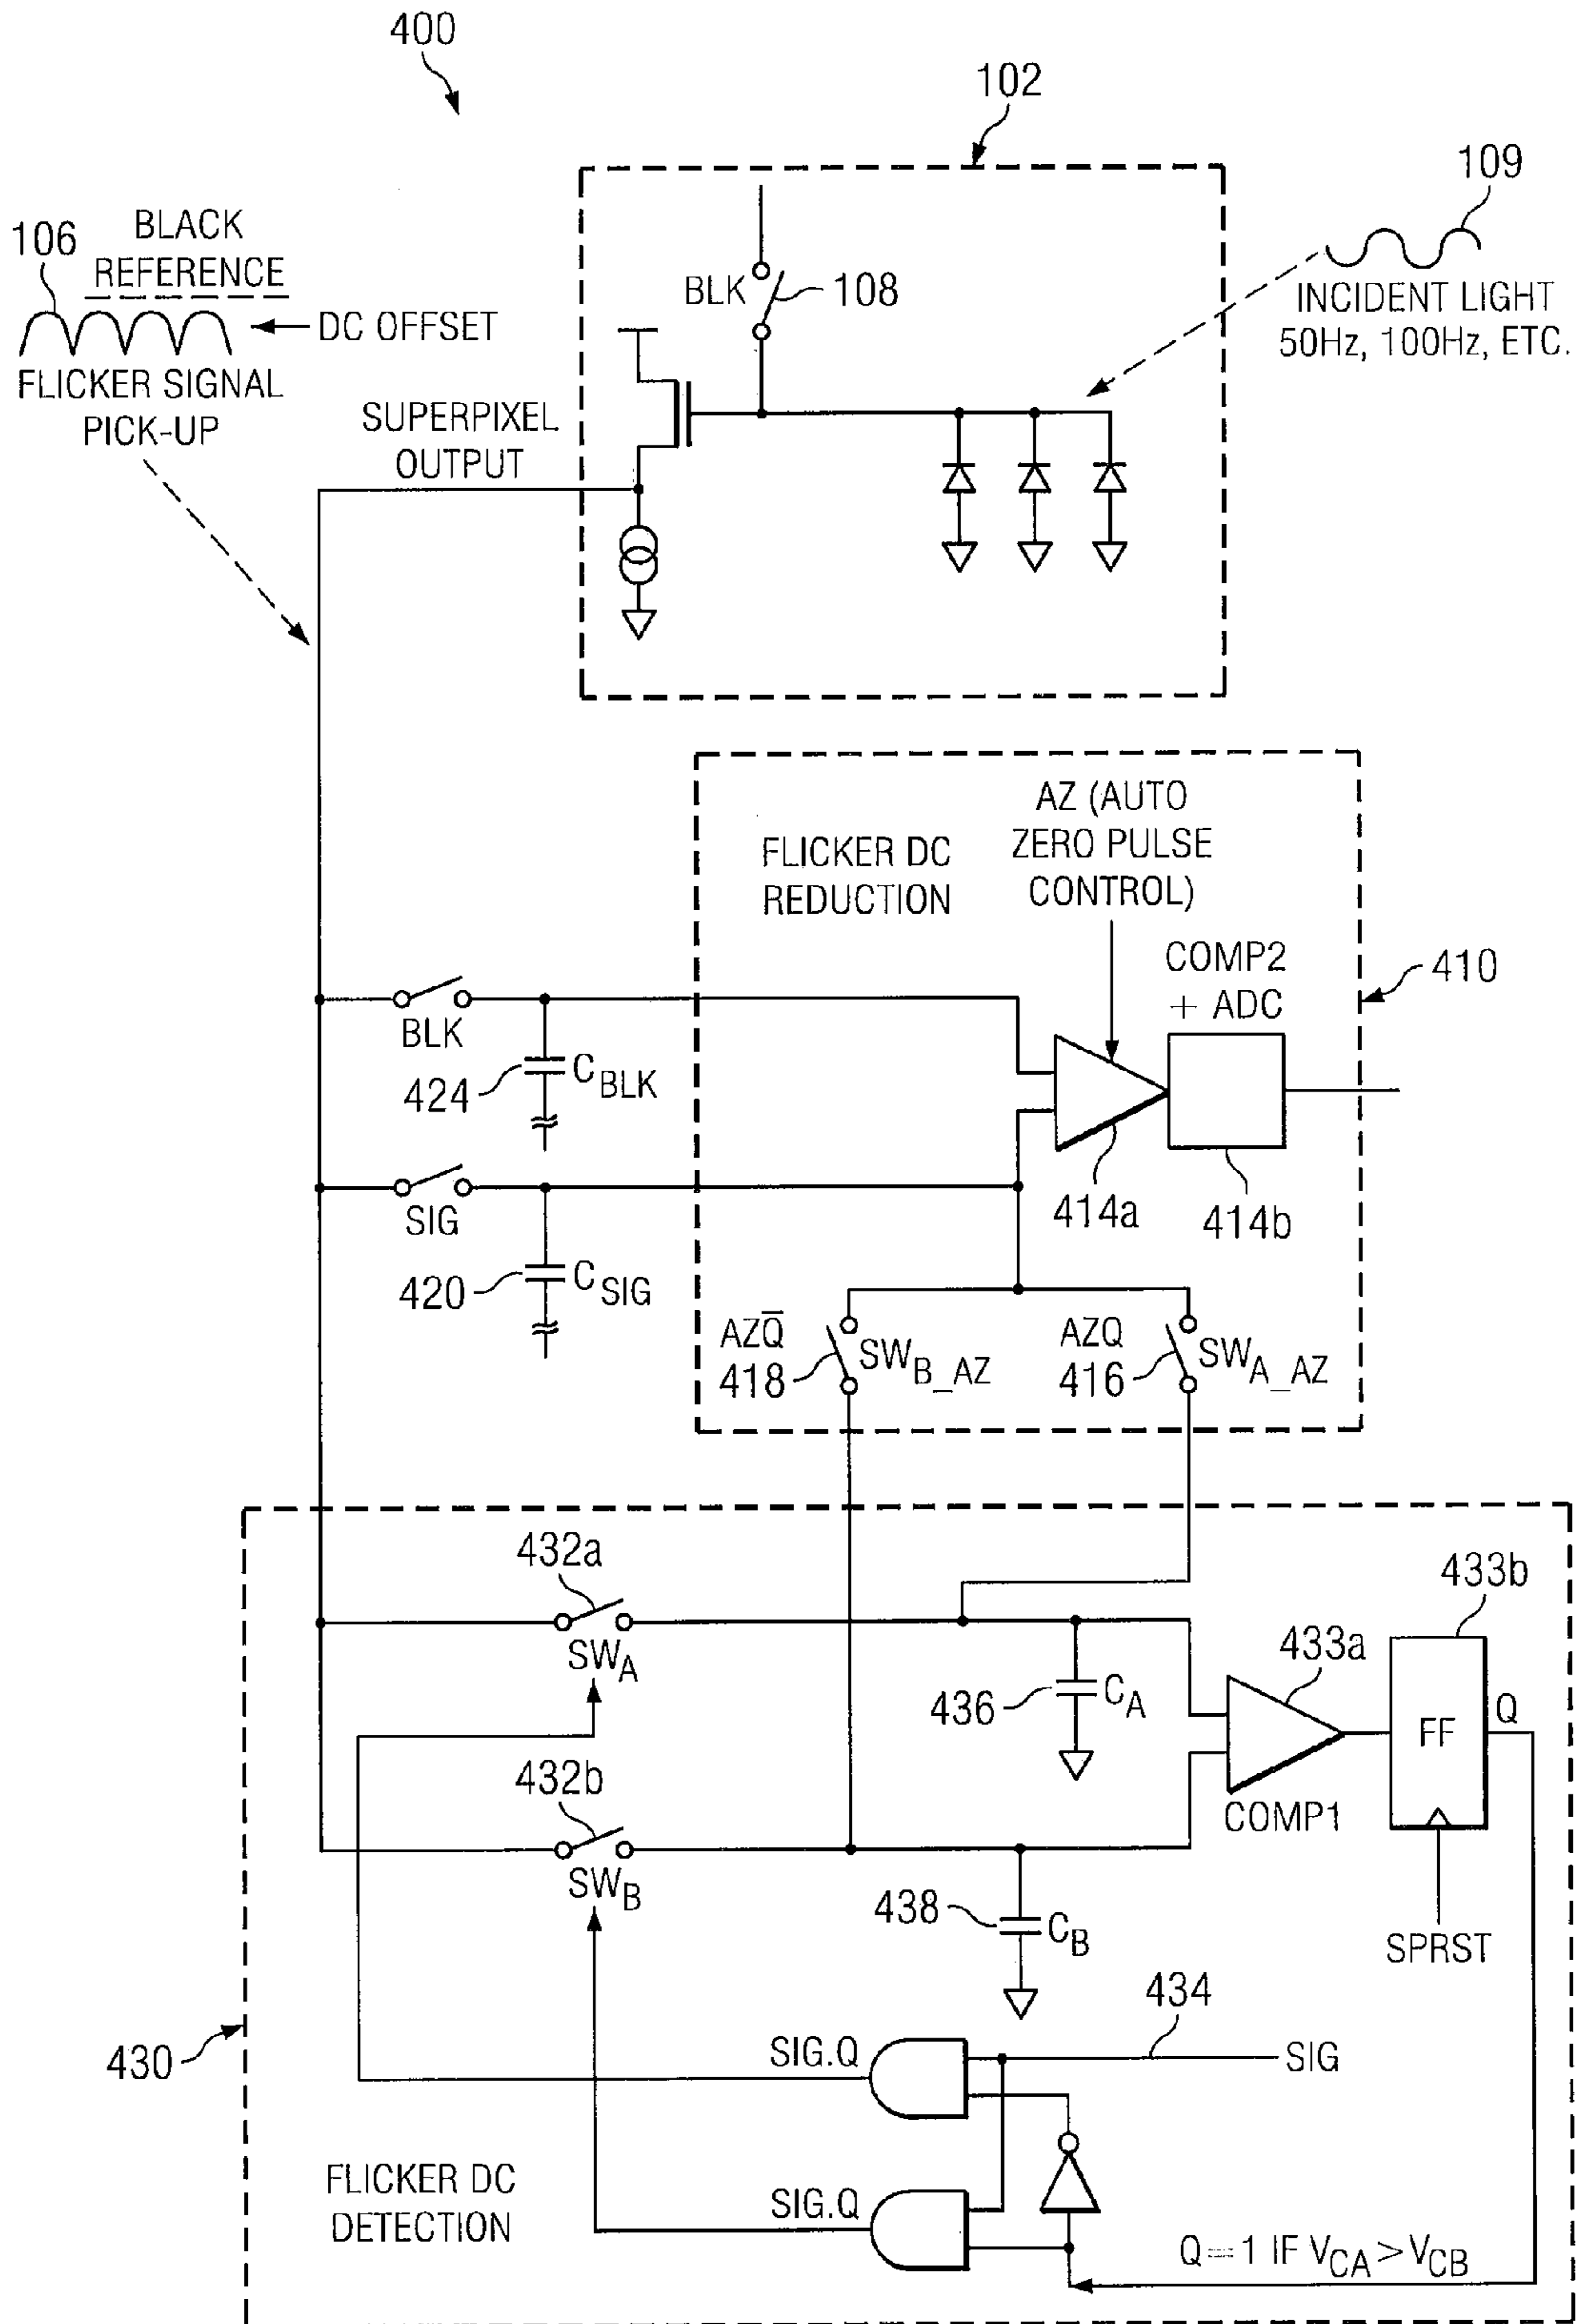 400
102
109
106
BLACK
REFERENCE
DC OFFSET
FLICKER SIGNAL
PICK-UP
BLK
108
INCIDENT LIGHT
50Hz, 100Hz, ETC.
SUPERPIXEL
OUTPUT
FLICKER DC
REDUCTION
AZ (AUTO
ZERO PULSE
CONTROL)
COMP2
+ ADC
410
BLK
424
CBLK
SIG
420
CSIG
414a
414b
AZQ̅
418
SWB_AZ
AZQ
416
SWA_AZ
432a
SWA
433b
433a
436
CA
FF
Q
432b
SWB
COMP1
438
CB
SPRST
434
430
SIG.Q
SIG
SIG.Q
FLICKER DC
DETECTION
Q=1 IF VCA>VCB